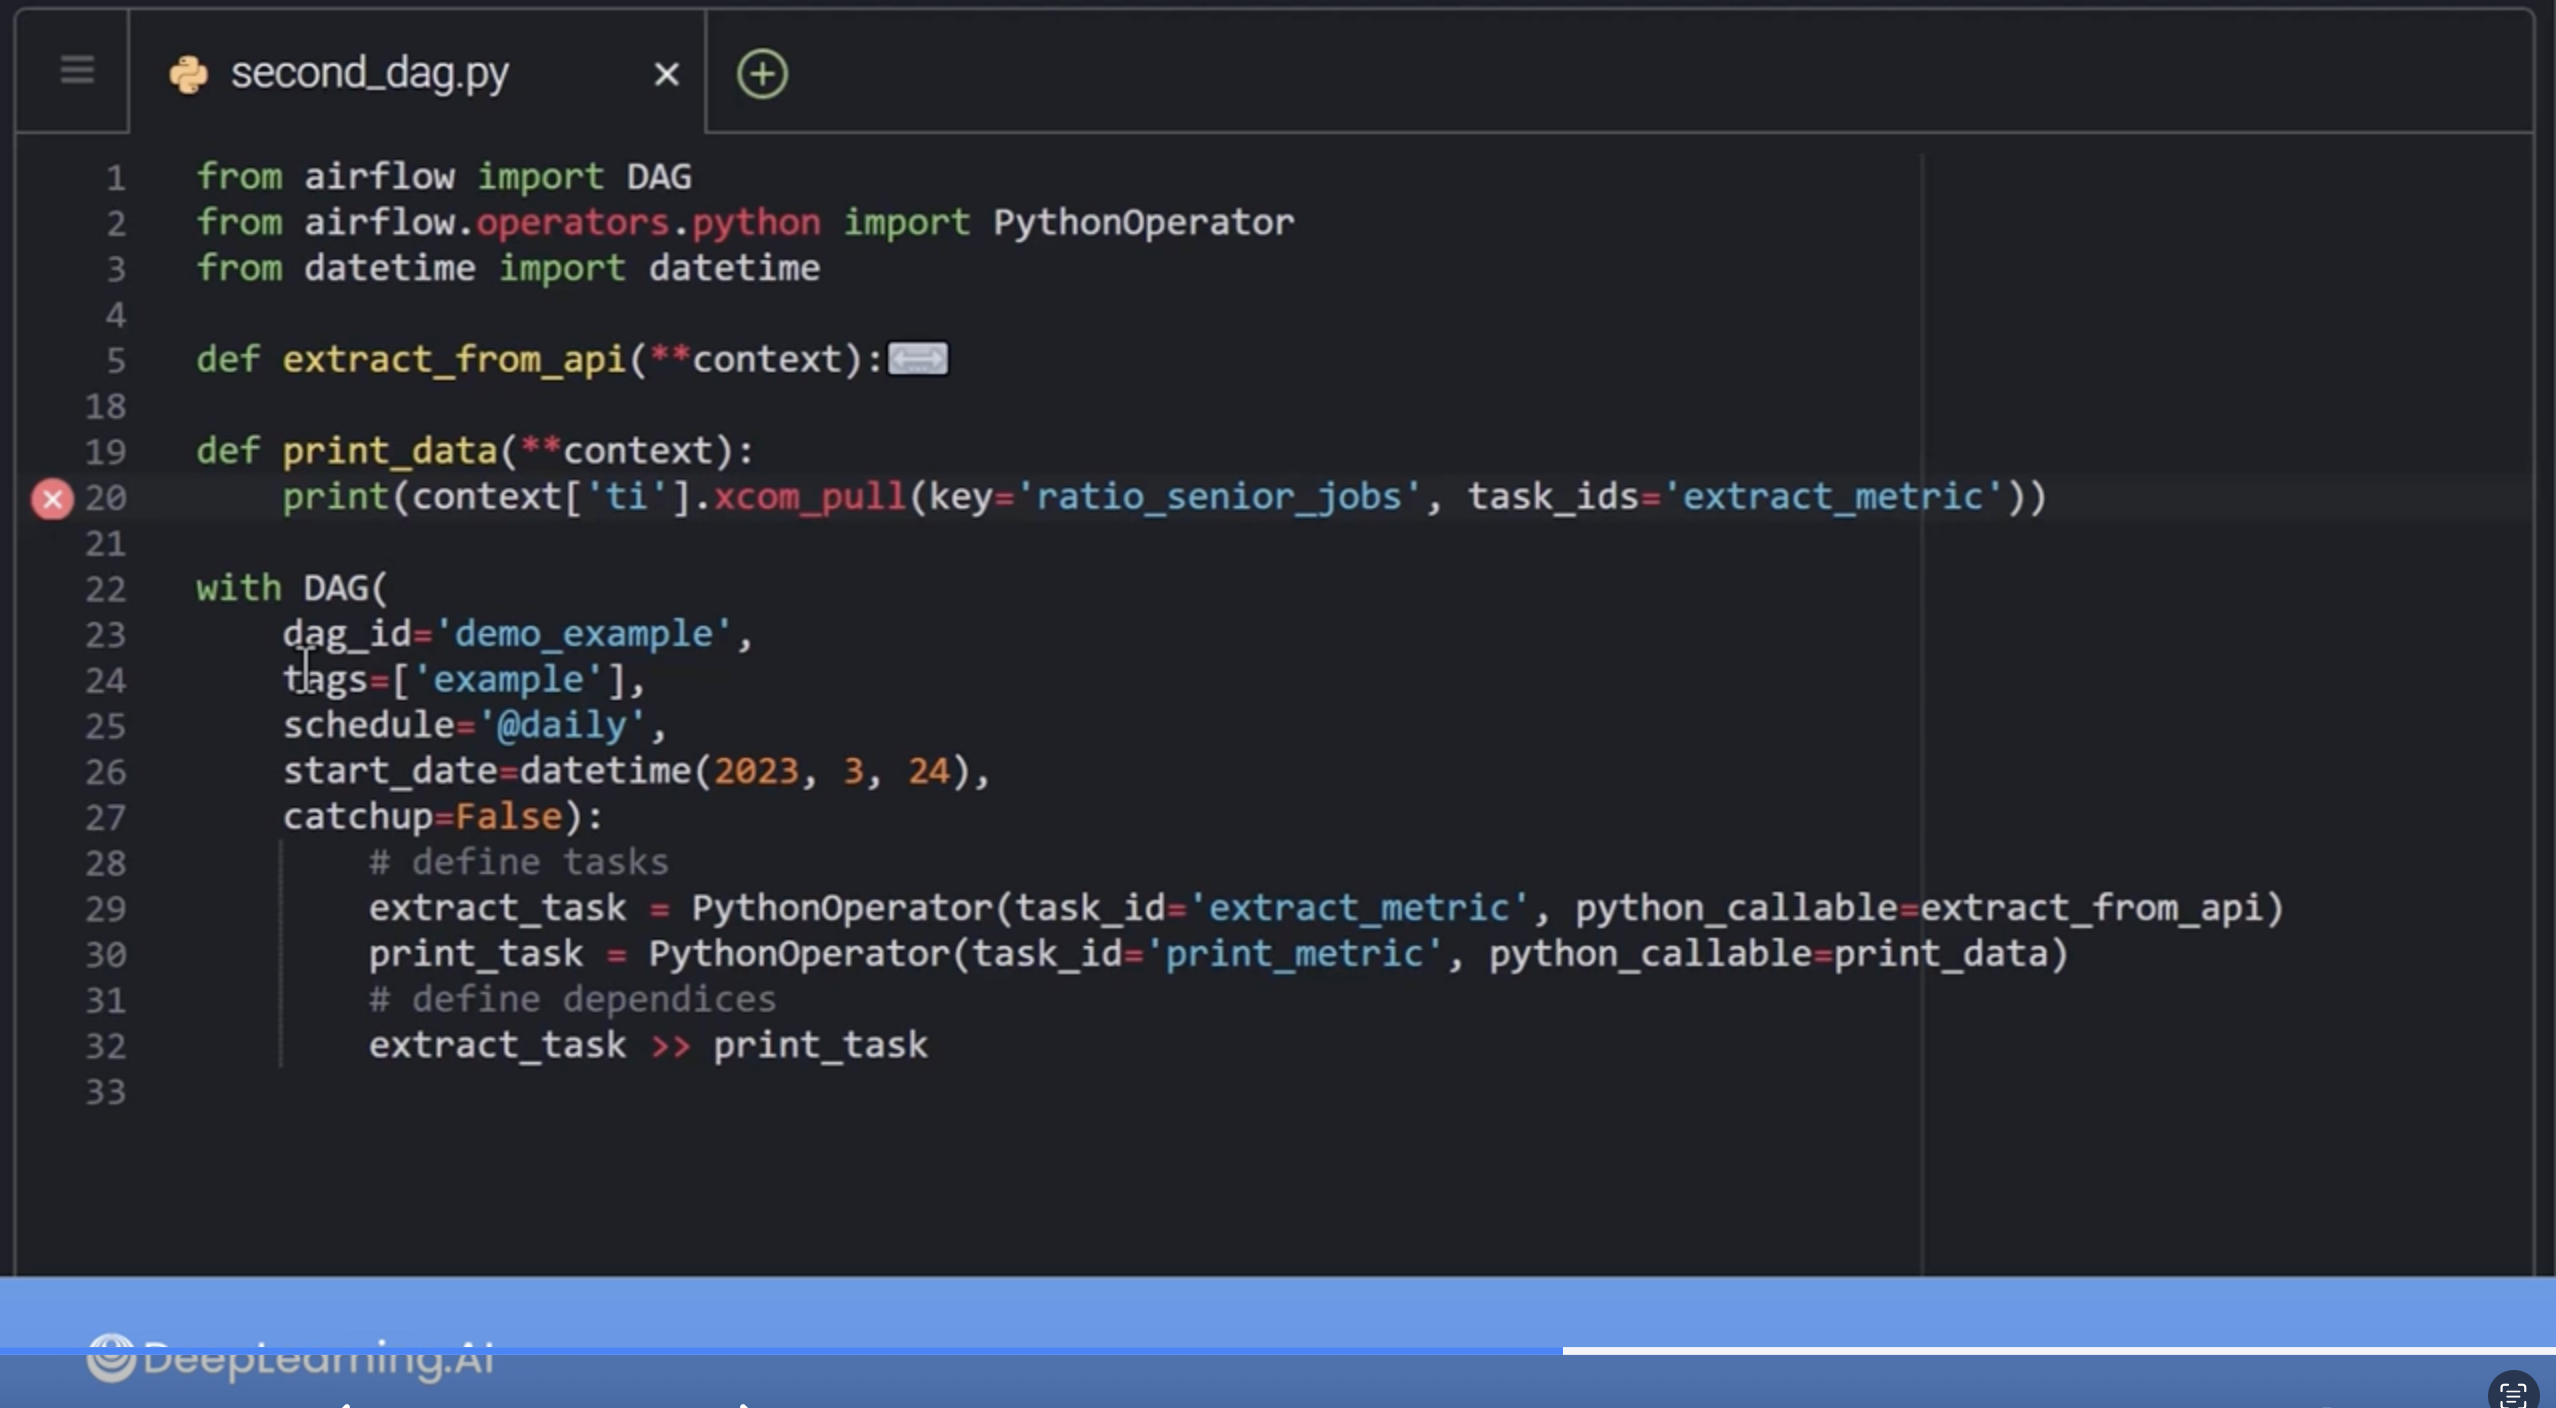 second_dag.py
1 from airflow import DAG
2 from airflow.operators.python import PythonOperator
3 from datetime import datetime
4
5 def extract_from_api(**context):
18
19 def print_data(**context):
20     print(context['ti'].xcom_pull(key='ratio_senior_jobs', task_ids='extract_metric'))
21
22 with DAG(
23     dag_id='demo_example',
24     tags=['example'],
25     schedule='@daily',
26     start_date=datetime(2023, 3, 24),
27     catchup=False):
28         # define tasks
29         extract_task = PythonOperator(task_id='extract_metric', python_callable=extract_from_api)
30         print_task = PythonOperator(task_id='print_metric', python_callable=print_data)
31         # define dependices
32         extract_task >> print_task
33
DeepLearning.AI